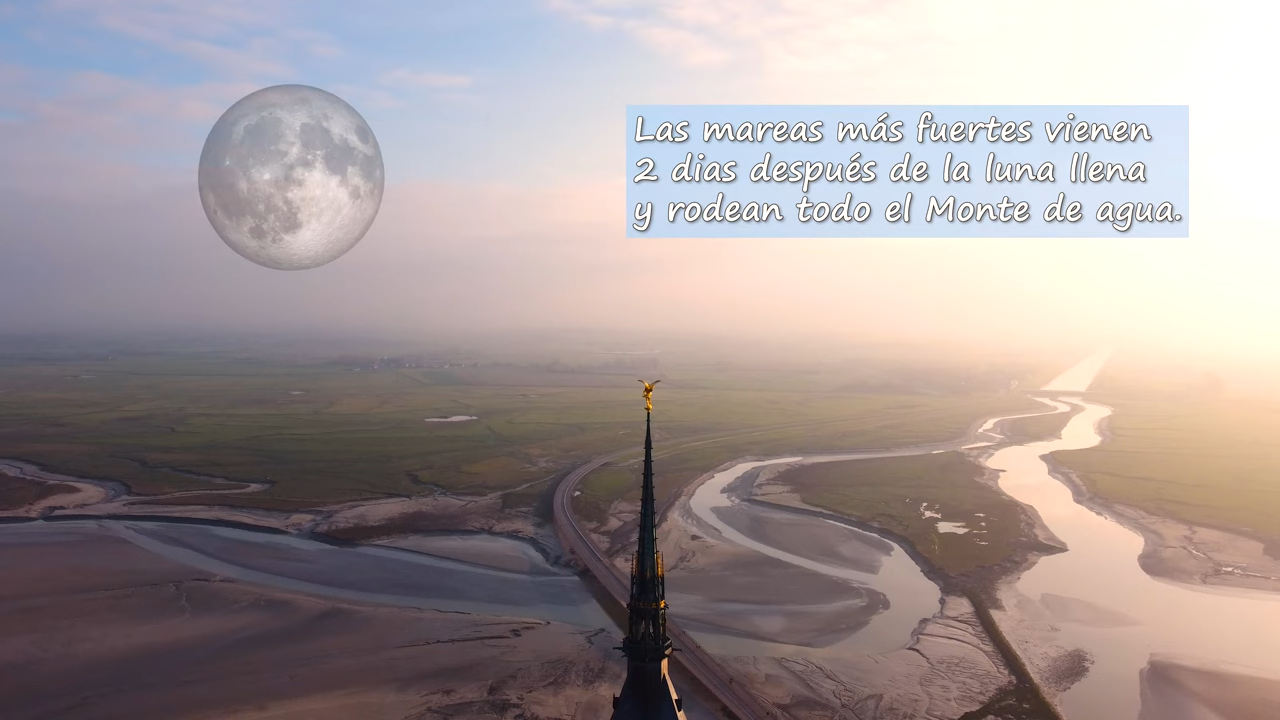 Las mareas más fuertes vienen
2 dias después de la luna llena
y rodean todo el Monte de agua.